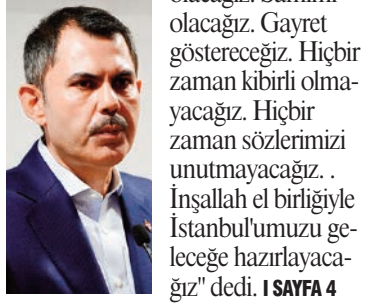 olacağız. Gayret
göstereceğiz. Hiçbir
zaman kibirli olma-
yacağız. Hiçbir
zaman sözlerimizi
unutmayacağız. .
İnşallah el birliğiyle
İstanbul'umuzu ge-
leceğe hazırlayaca-
ğız" dedi. I SAYFA 4